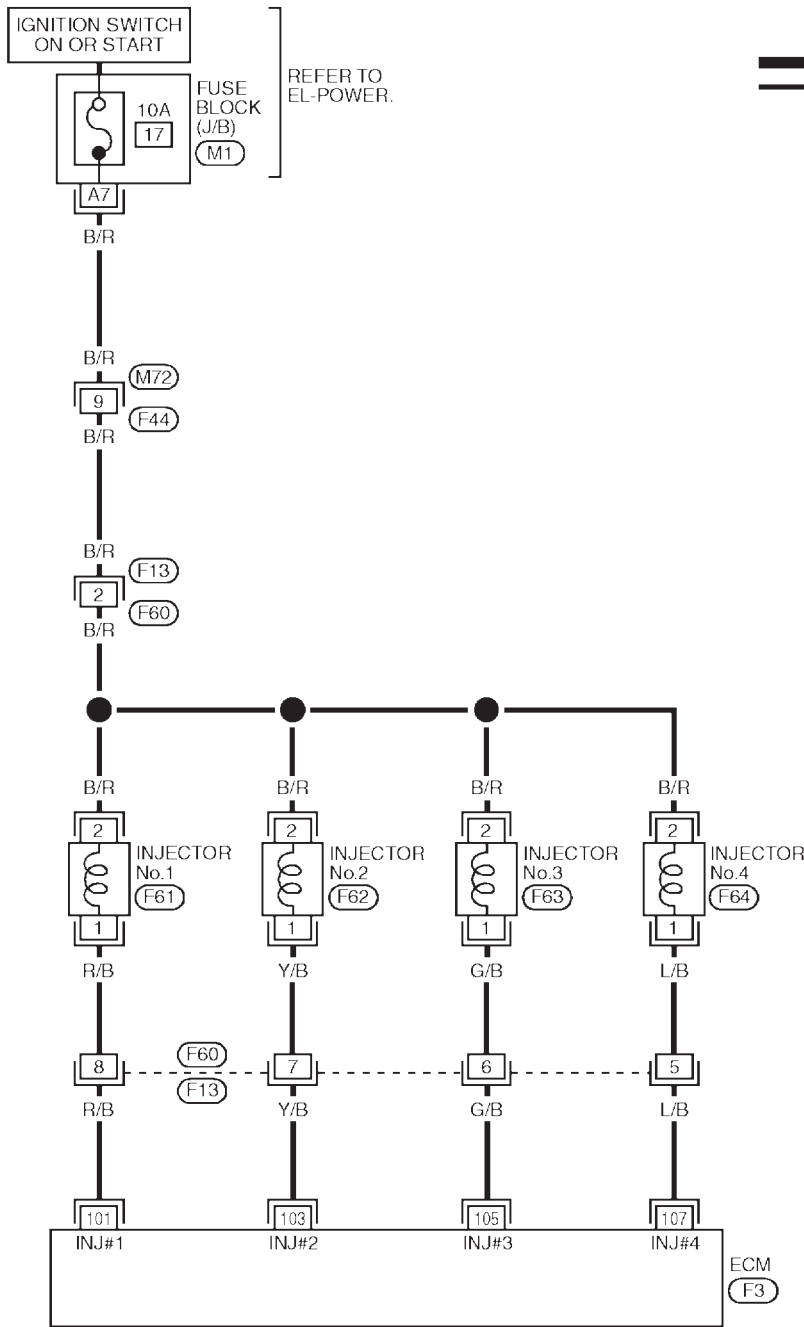 IGNITION SWITCH
ON OR START
REFER TO
EL-POWER.
FUSE
BLOCK
(J/B)
M1
10A
17
A7
B/R
B/R
M72
9
F44
B/R
B/R
F13
2
F60
B/R
B/R B/R B/R B/R
2 2 2 2
INJECTOR
No.1
F61
INJECTOR
No.2
F62
INJECTOR
No.3
F63
INJECTOR
No.4
F64
1 1 1 1
R/B Y/B G/B L/B
F60
8 7 6 5
F13
R/B Y/B G/B L/B
101 103 105 107
INJ#1 INJ#2 INJ#3 INJ#4
ECM
F3